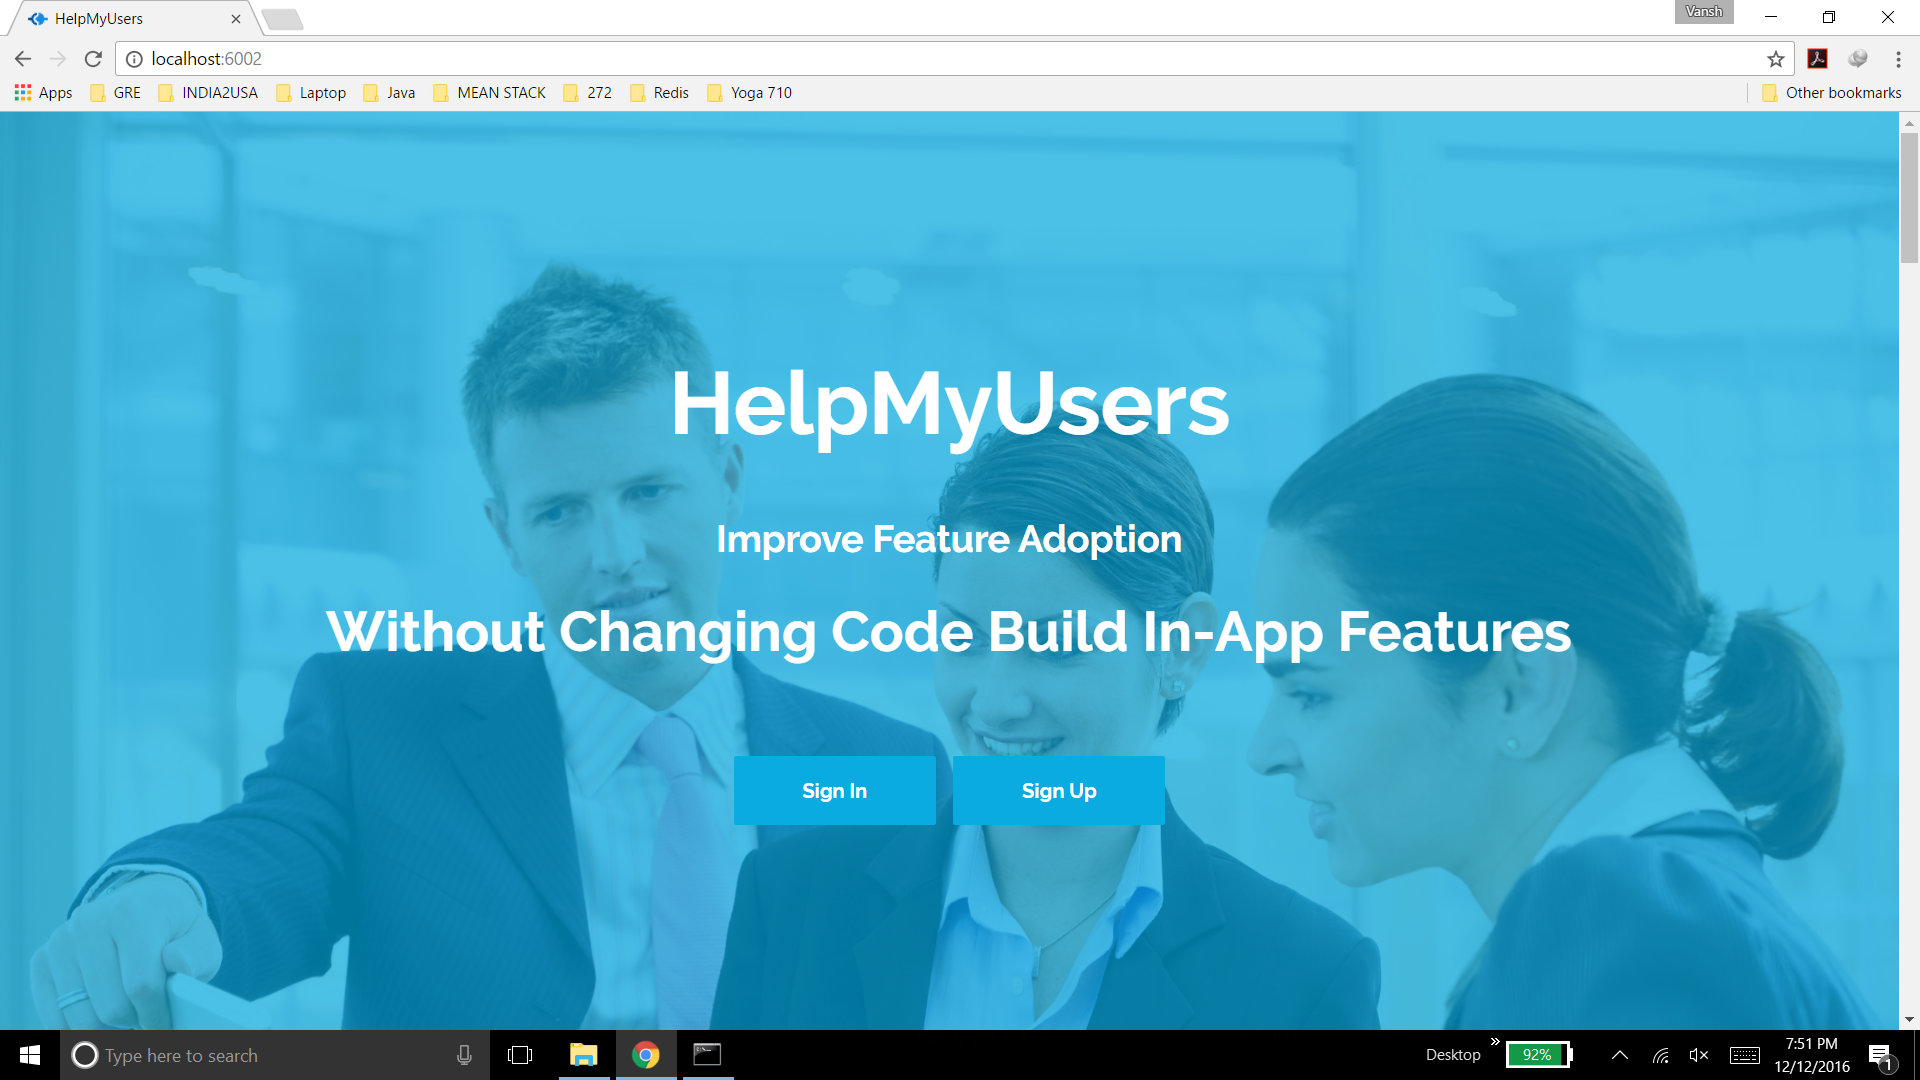 HelpMyUsers
Vansh
localhost:6002
Apps GRE INDIA2USA Laptop Java MEAN STACK 272 Redis Yoga 710 Other bookmarks
HelpMyUsers
Improve Feature Adoption
Without Changing Code Build In-App Features
Sign In Sign Up
Type here to search
Desktop
92%
7:51 PM
12/12/2016
1